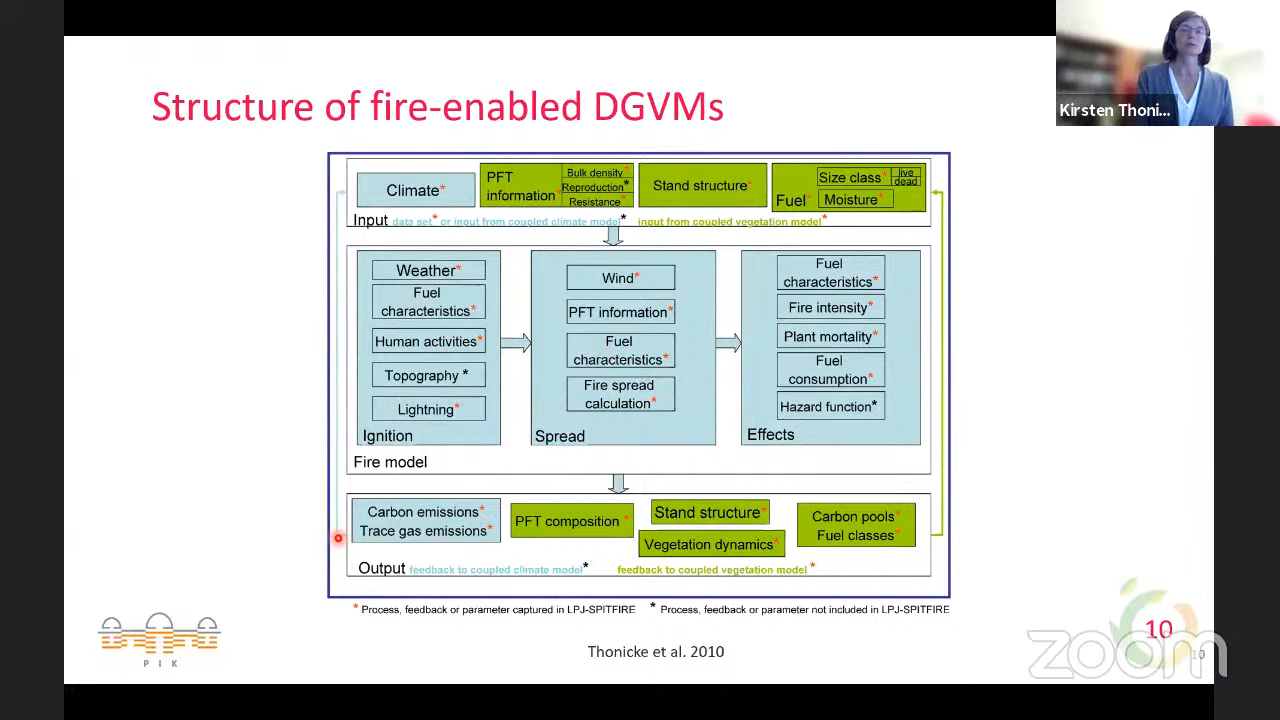 Structure of fire-enabled DGVMs
Kirsten Thoni...
Climate*
PFT
information*
Bulk density*
Reproduction*
Resistance*
Stand structure*
Fuel*
Size class*
live
dead
Moisture*
Input data set* or input from coupled climate model* input from coupled vegetation model*
Weather*
Fuel
characteristics*
Human activities*
Topography*
Lightning*
Ignition
Wind*
PFT information*
Fuel
characteristics*
Fire spread
calculation*
Spread
Fuel
characteristics*
Fire intensity*
Plant mortality*
Fuel
consumption*
Hazard function*
Effects
Fire model
Carbon emissions*
Trace gas emissions*
PFT composition *
Stand structure*
Vegetation dynamics*
Carbon pools*
Fuel classes*
Output feedback to coupled climate model* feedback to coupled vegetation model *
* Process, feedback or parameter captured in LPJ-SPITFIRE * Process, feedback or parameter not included in LPJ-SPITFIRE
PIK
Thonicke et al. 2010
10
zoom
10